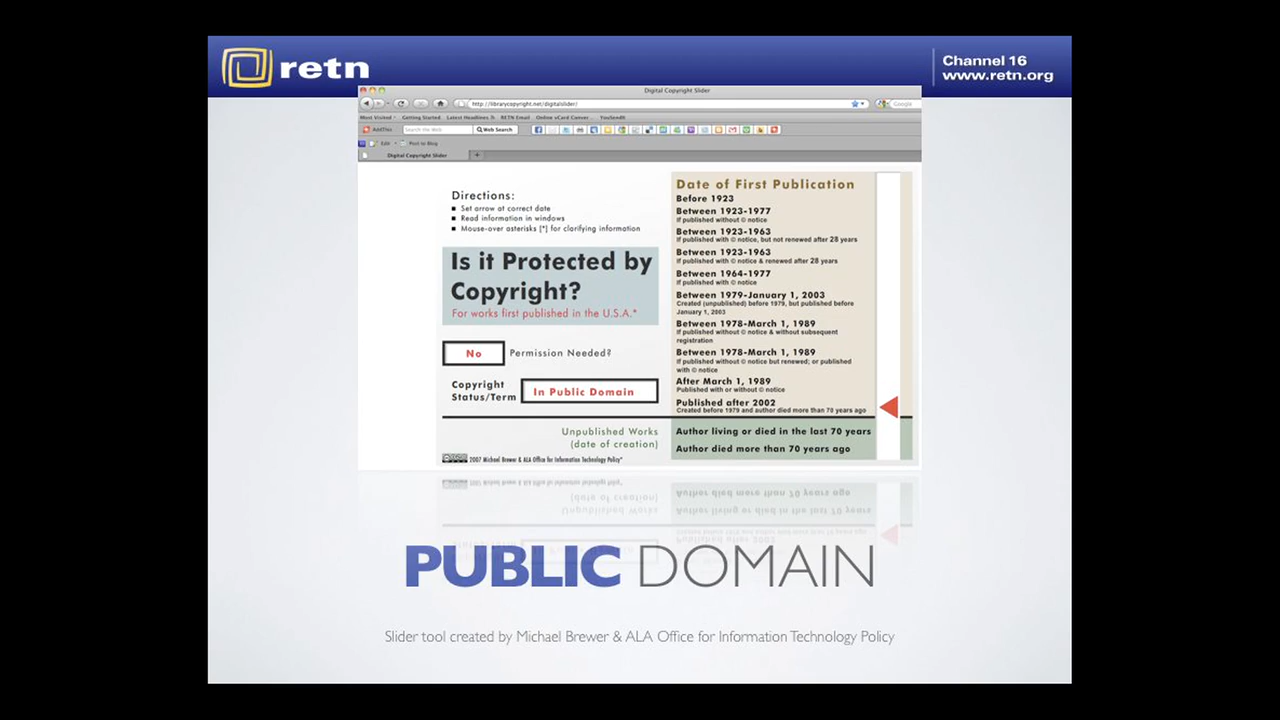 retn
Channel 16
www.retn.org
Digital Copyright Slider
http://librarycopyright.net/digitalslider/
Google
Most Visited
Getting Started
Latest Headlines
RETN Email
Online vCard Conver...
YouSendIt
AddThis
Search the Web
Web Search
Edit
Post to Blog
Digital Copyright Slider
Directions:
Set arrow at correct date
Read information in windows
Mouse-over asterisks [*] for clarifying information
Is it Protected by
Copyright?
For works first published in the U.S.A.*
No
Permission Needed?
Copyright
Status/Term
In Public Domain
Unpublished Works
(date of creation)
2007 Michael Brewer & ALA Office for Information Technology Policy*
Date of First Publication
Before 1923
Between 1923-1977
If published without © notice
Between 1923-1963
If published with © notice, but not renewed after 28 years
Between 1923-1963
If published with © notice & renewed after 28 years
Between 1964-1977
If published with © notice
Between 1979-January 1, 2003
Created (unpublished) before 1979, but published before
January 1, 2003
Between 1978-March 1, 1989
If published without © notice & without subsequent
registration
Between 1978-March 1, 1989
If published without © notice but renewed; or published
with © notice
After March 1, 1989
Published with or without © notice
Published after 2002
Created before 1979 and author died more than 70 years ago
Author living or died in the last 70 years
Author died more than 70 years ago
PUBLIC DOMAIN
Slider tool created by Michael Brewer & ALA Office for Information Technology Policy